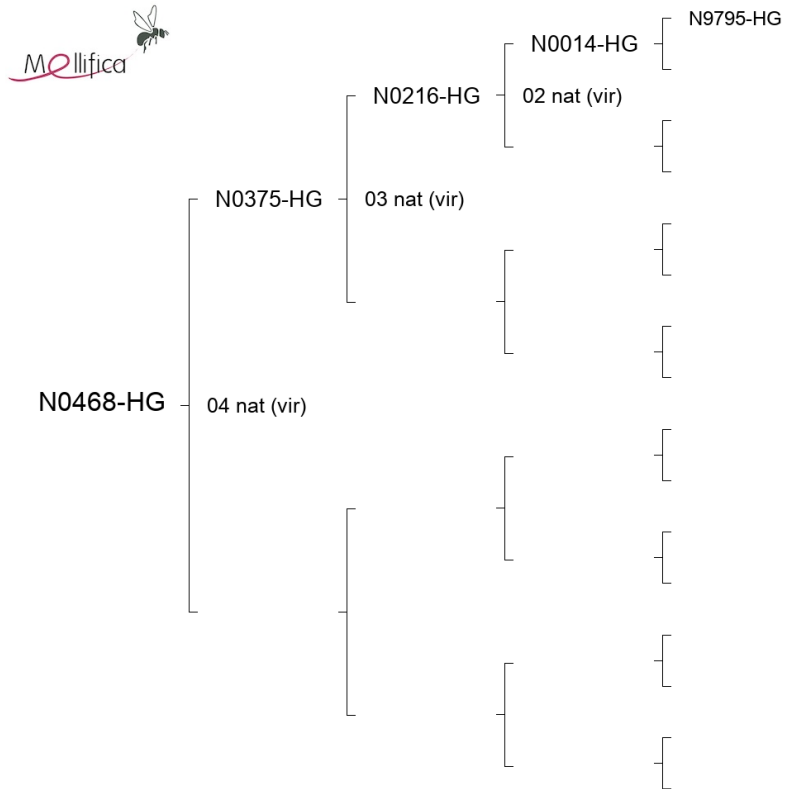 Mellifica
N9795-HG
N0014-HG
N0216-HG
02 nat (vir)
N0375-HG
03 nat (vir)
N0468-HG
04 nat (vir)